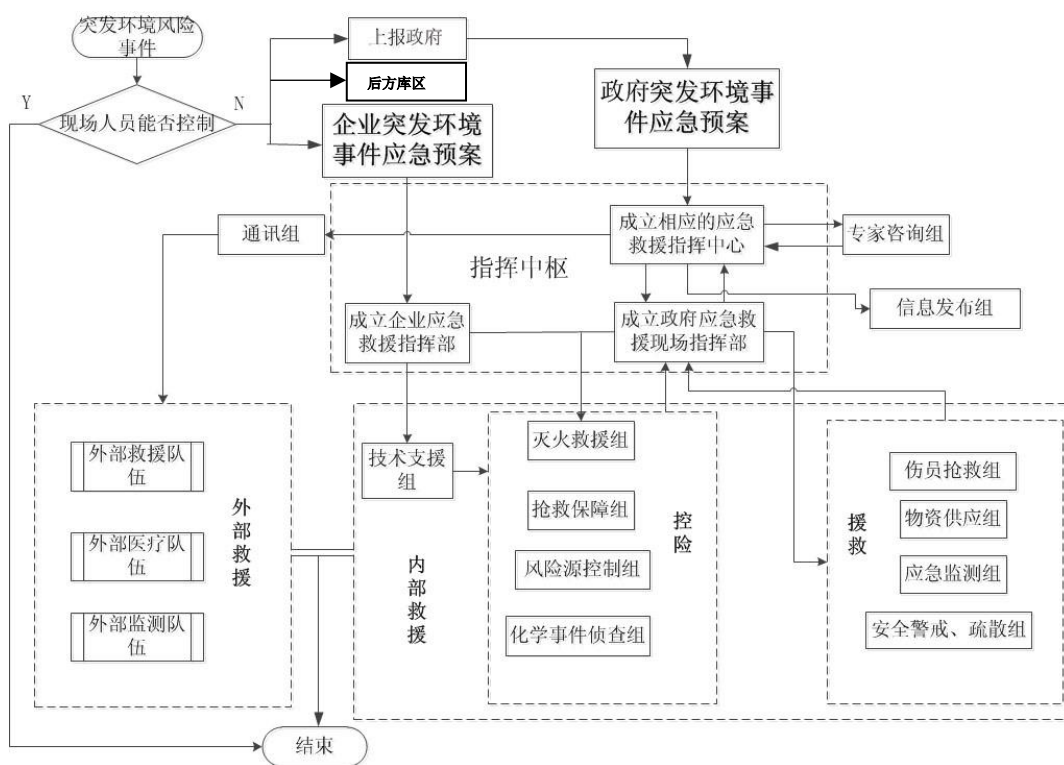 突发环境风险
事件
上报政府
后方库区
Y
N
现场人员能否控制
企业突发环境
事件应急预案
政府突发环境事
件应急预案
通讯组
成立相应的应急
救援指挥中心
专家咨询组
指挥中枢
信息发布组
成立企业应急
救援指挥部
成立政府应急救
援现场指挥部
外部救援队
伍
外部医疗队
伍
外部监测队
伍
外
部
救
援
技术支援
组
内
部
救
援
灭火救援组
抢救保障组
风险源控制组
化学事件侦查组
控
险
援
救
伤员抢救组
物资供应组
应急监测组
安全警戒、疏散组
结束